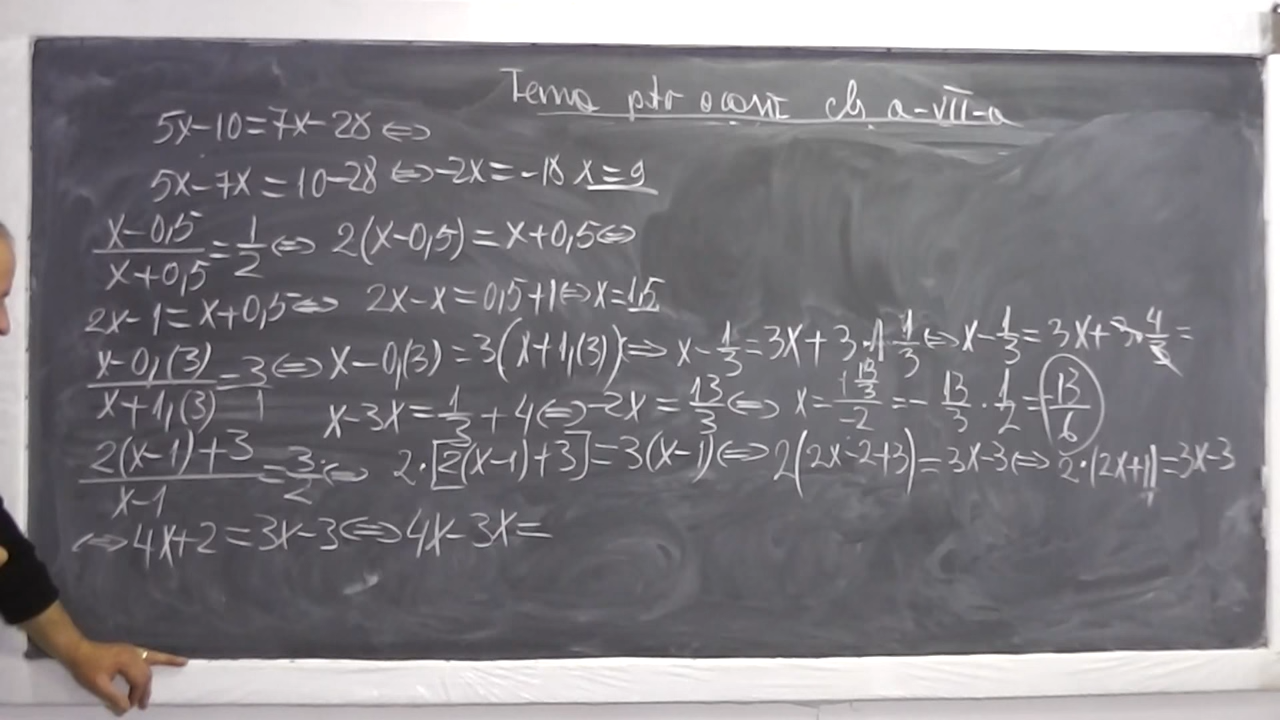 Tema ptr a-VII-a
5x-10=7x-28 ⇔
5x-7x=10-28 ⇔ -2x=-18 x=9
(x-0,5)/(x+0,5)=1/2 ⇔ 2(x-0,5)=x+0,5 ⇔
2x-1=x+0,5 ⇔ 2x-x=0,5+1 ⇔ x=1,5
(x-0,(3))/(x+1,(3))=3/1 ⇔ x-0,(3)=3(x+1,(3)) ⇔ x-1/3=3x+3·1 1/3 ⇔ x-1/3=3x+3·4/3=
x-3x=1/3+4 ⇔ -2x=13/3 ⇔ x=(+13/3)/(-2)=-13/3·1/2=-13/6
(2(x-1)+3)/(x-1)=3/2 ⇔ 2·[2(x-1)+3]=3(x-1) ⇔ 2(2x-2+3)=3x-3 ⇔ 2·(2x+1)=3x-3
⇔ 4x+2=3x-3 ⇔ 4x-3x=